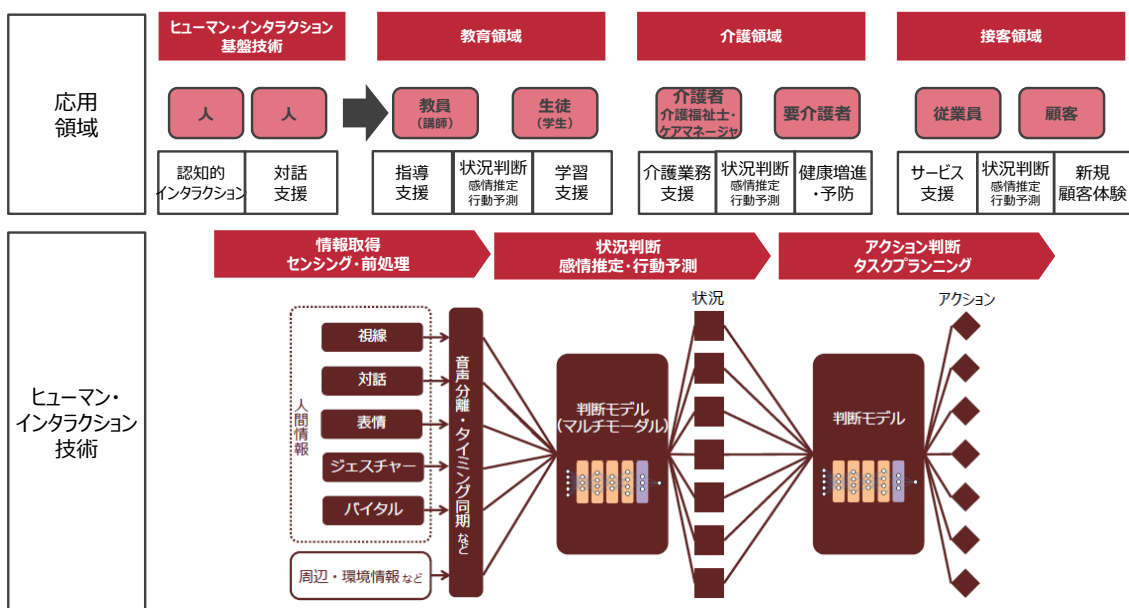 ヒューマン・インタラクション
基盤技術
教育領域
介護領域
接客領域
応用
領域
人
人
教員
(講師)
生徒
(学生)
介護者
介護福祉士・
ケアマネージャ
要介護者
従業員
顧客
認知的
インタラクション
対話
支援
指導
支援
状況判断
感情推定
行動予測
学習
支援
介護業務
支援
状況判断
感情推定
行動予測
健康増進
・予防
サービス
支援
状況判断
感情推定
行動予測
新規
顧客体験
ヒューマン・
インタラクション
技術
情報取得
センシング・前処理
状況判断
感情推定・行動予測
アクション判断
タスクプランニング
状況
アクション
人間情報
視線
対話
表情
ジェスチャー
バイタル
周辺・環境情報 など
音声分離・タイミング同期 など
判断モデル
(マルチモーダル)
判断モデル